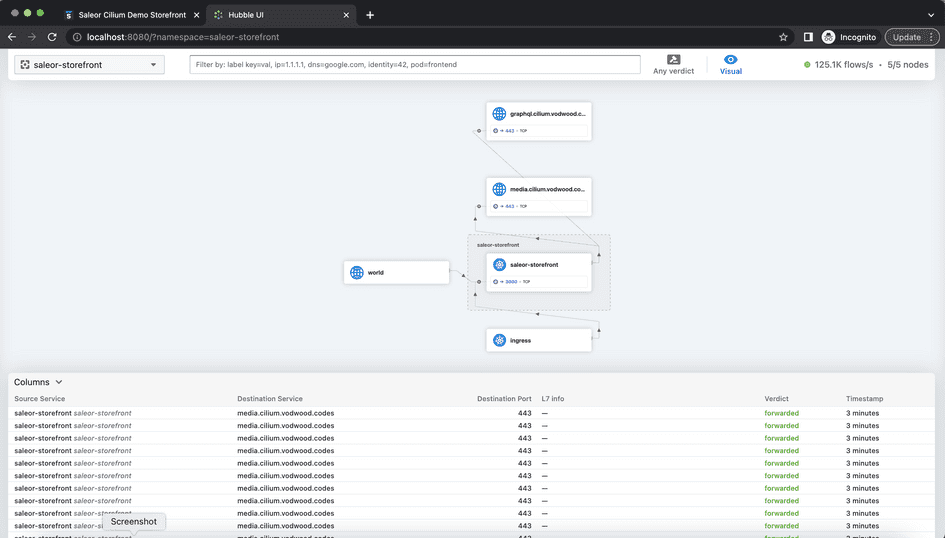 Saleor Cilium Demo Storefront
Hubble UI
localhost:8080/?namespace=saleor-storefront
Incognito
Update
saleor-storefront
Filter by: label key=val, ip=1.1.1.1, dns=google.com, identity=42, pod=frontend
Any verdict
Visual
125.1K flows/s • 5/5 nodes
graphql.cilium.vodwood.c...
→ 443 • TCP
media.cilium.vodwood.co...
→ 443 • TCP
saleor-storefront
saleor-storefront
→ 3000 • TCP
world
ingress
Columns
Source Service Destination Service Destination Port L7 info Verdict Timestamp
saleor-storefront saleor-storefront media.cilium.vodwood.codes 443 — forwarded 3 minutes
saleor-storefront saleor-storefront media.cilium.vodwood.codes 443 — forwarded 3 minutes
saleor-storefront saleor-storefront media.cilium.vodwood.codes 443 — forwarded 3 minutes
saleor-storefront saleor-storefront media.cilium.vodwood.codes 443 — forwarded 3 minutes
saleor-storefront saleor-storefront media.cilium.vodwood.codes 443 — forwarded 3 minutes
saleor-storefront saleor-storefront media.cilium.vodwood.codes 443 — forwarded 3 minutes
saleor-storefront saleor-storefront media.cilium.vodwood.codes 443 — forwarded 3 minutes
saleor-storefront saleor-storefront media.cilium.vodwood.codes 443 — forwarded 3 minutes
saleor-storefront media.cilium.vodwood.codes 443 — forwarded 3 minutes
saleor-storefront media.cilium.vodwood.codes 443 — forwarded 3 minutes
Screenshot